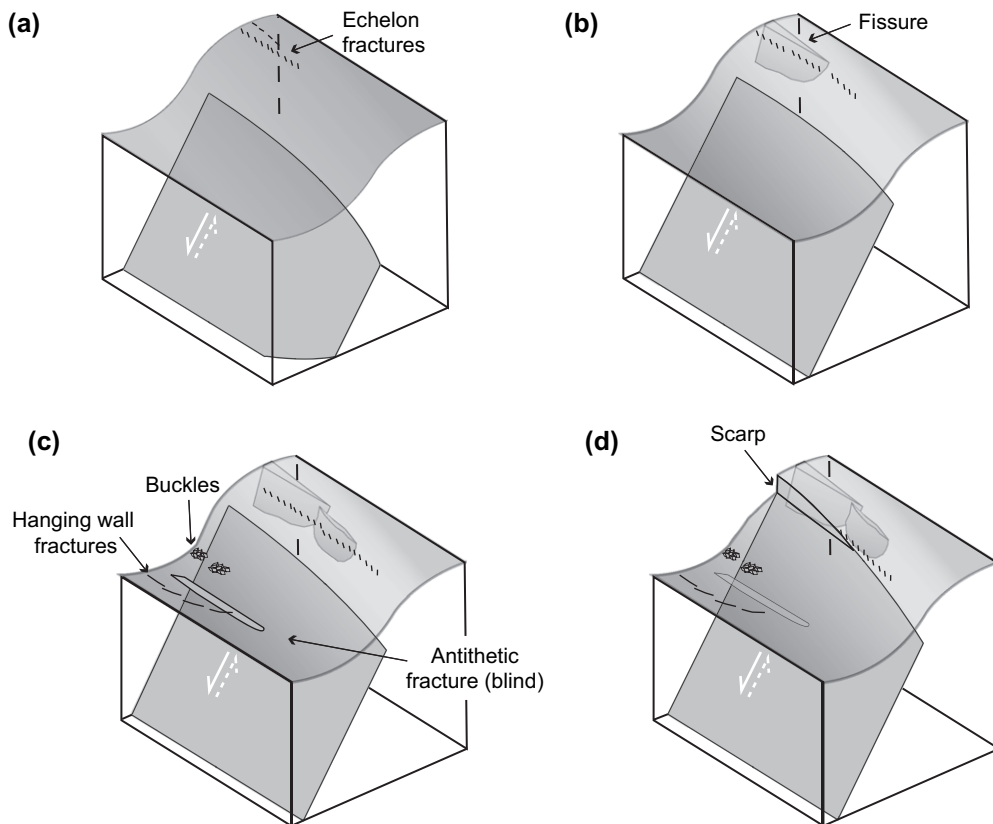 (a)
Echelon
fractures
(b)
Fissure
(c)
Buckles
Hanging wall
fractures
Antithetic
fracture (blind)
(d)
Scarp